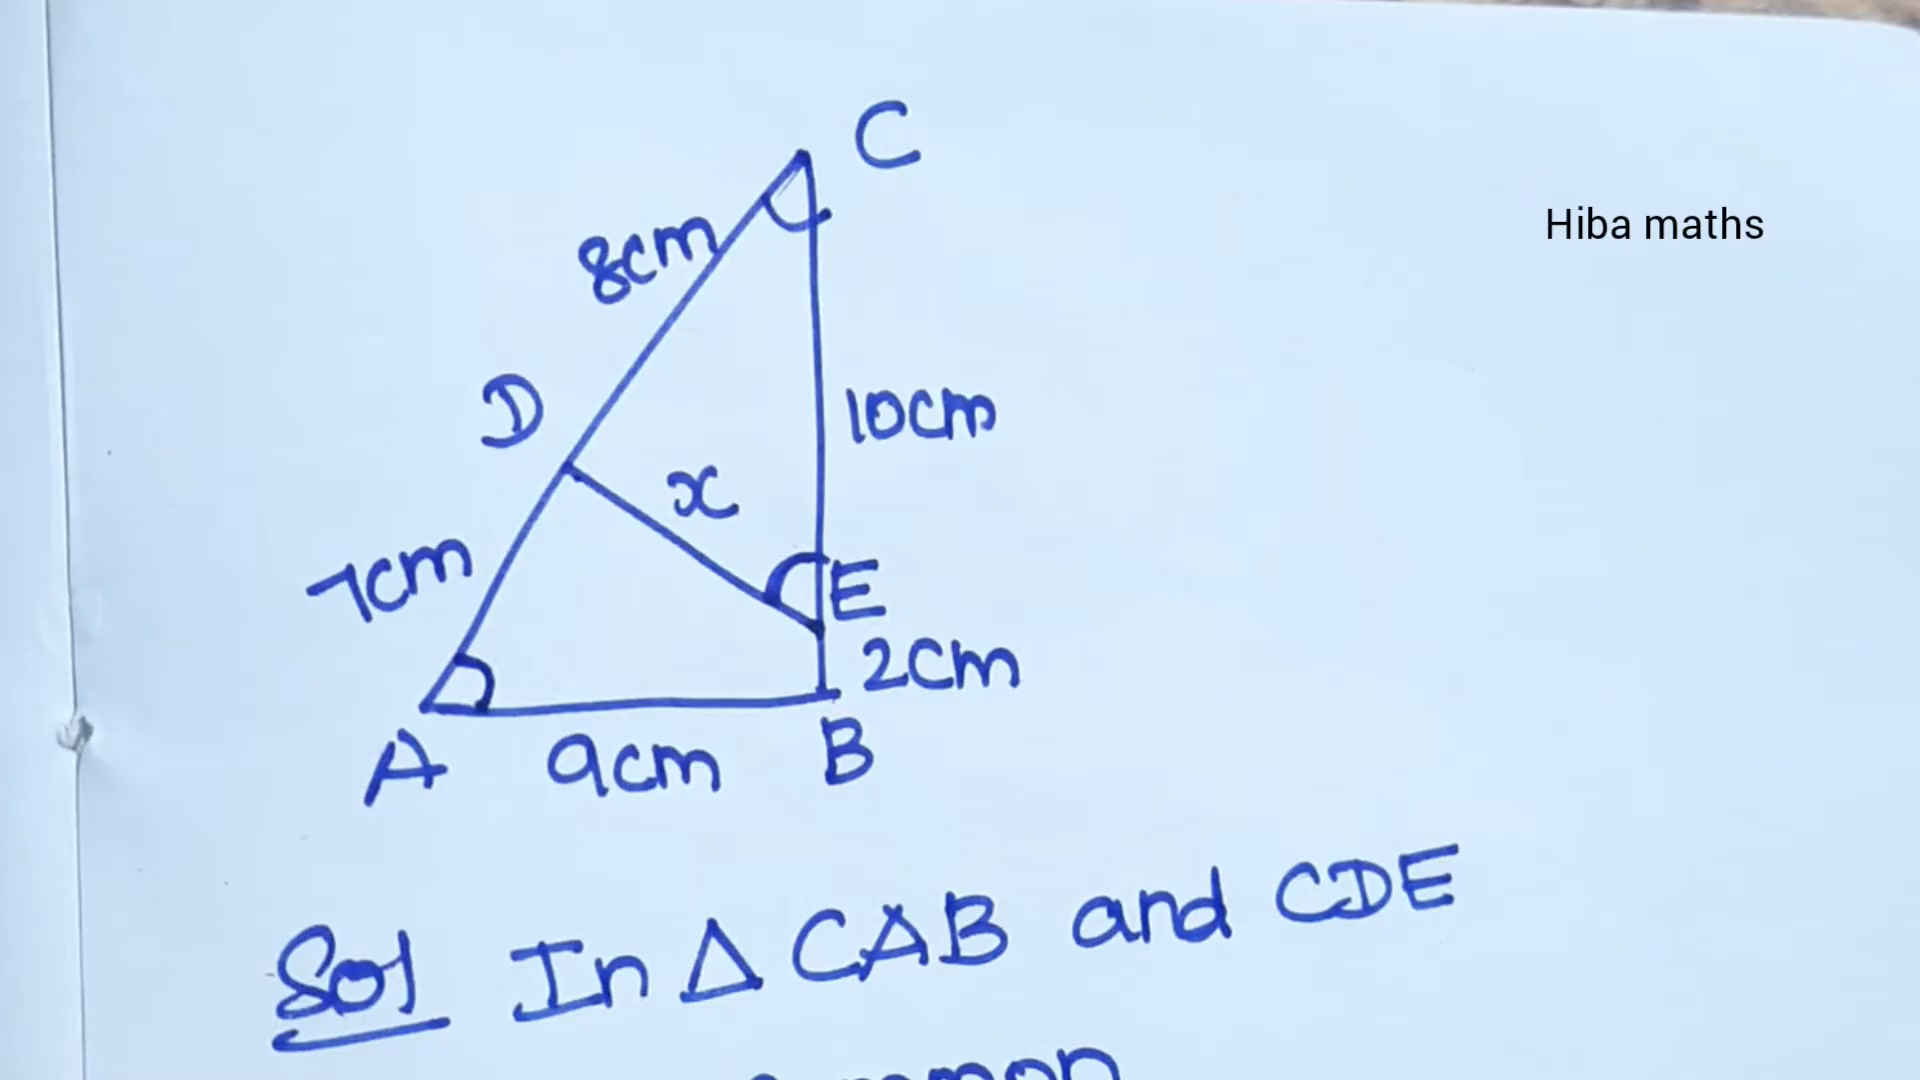 C
Hiba maths
8cm
D
10cm
x
7cm
E
2cm
A
9cm
B
Sol In Δ CAB and CDE